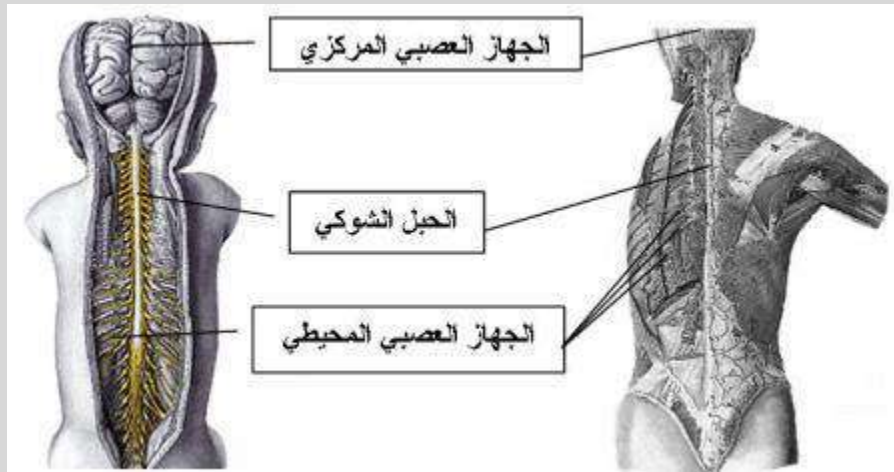 الجهاز العصبي المركزي
الحبل الشوكي
الجهاز العصبي المحيطي